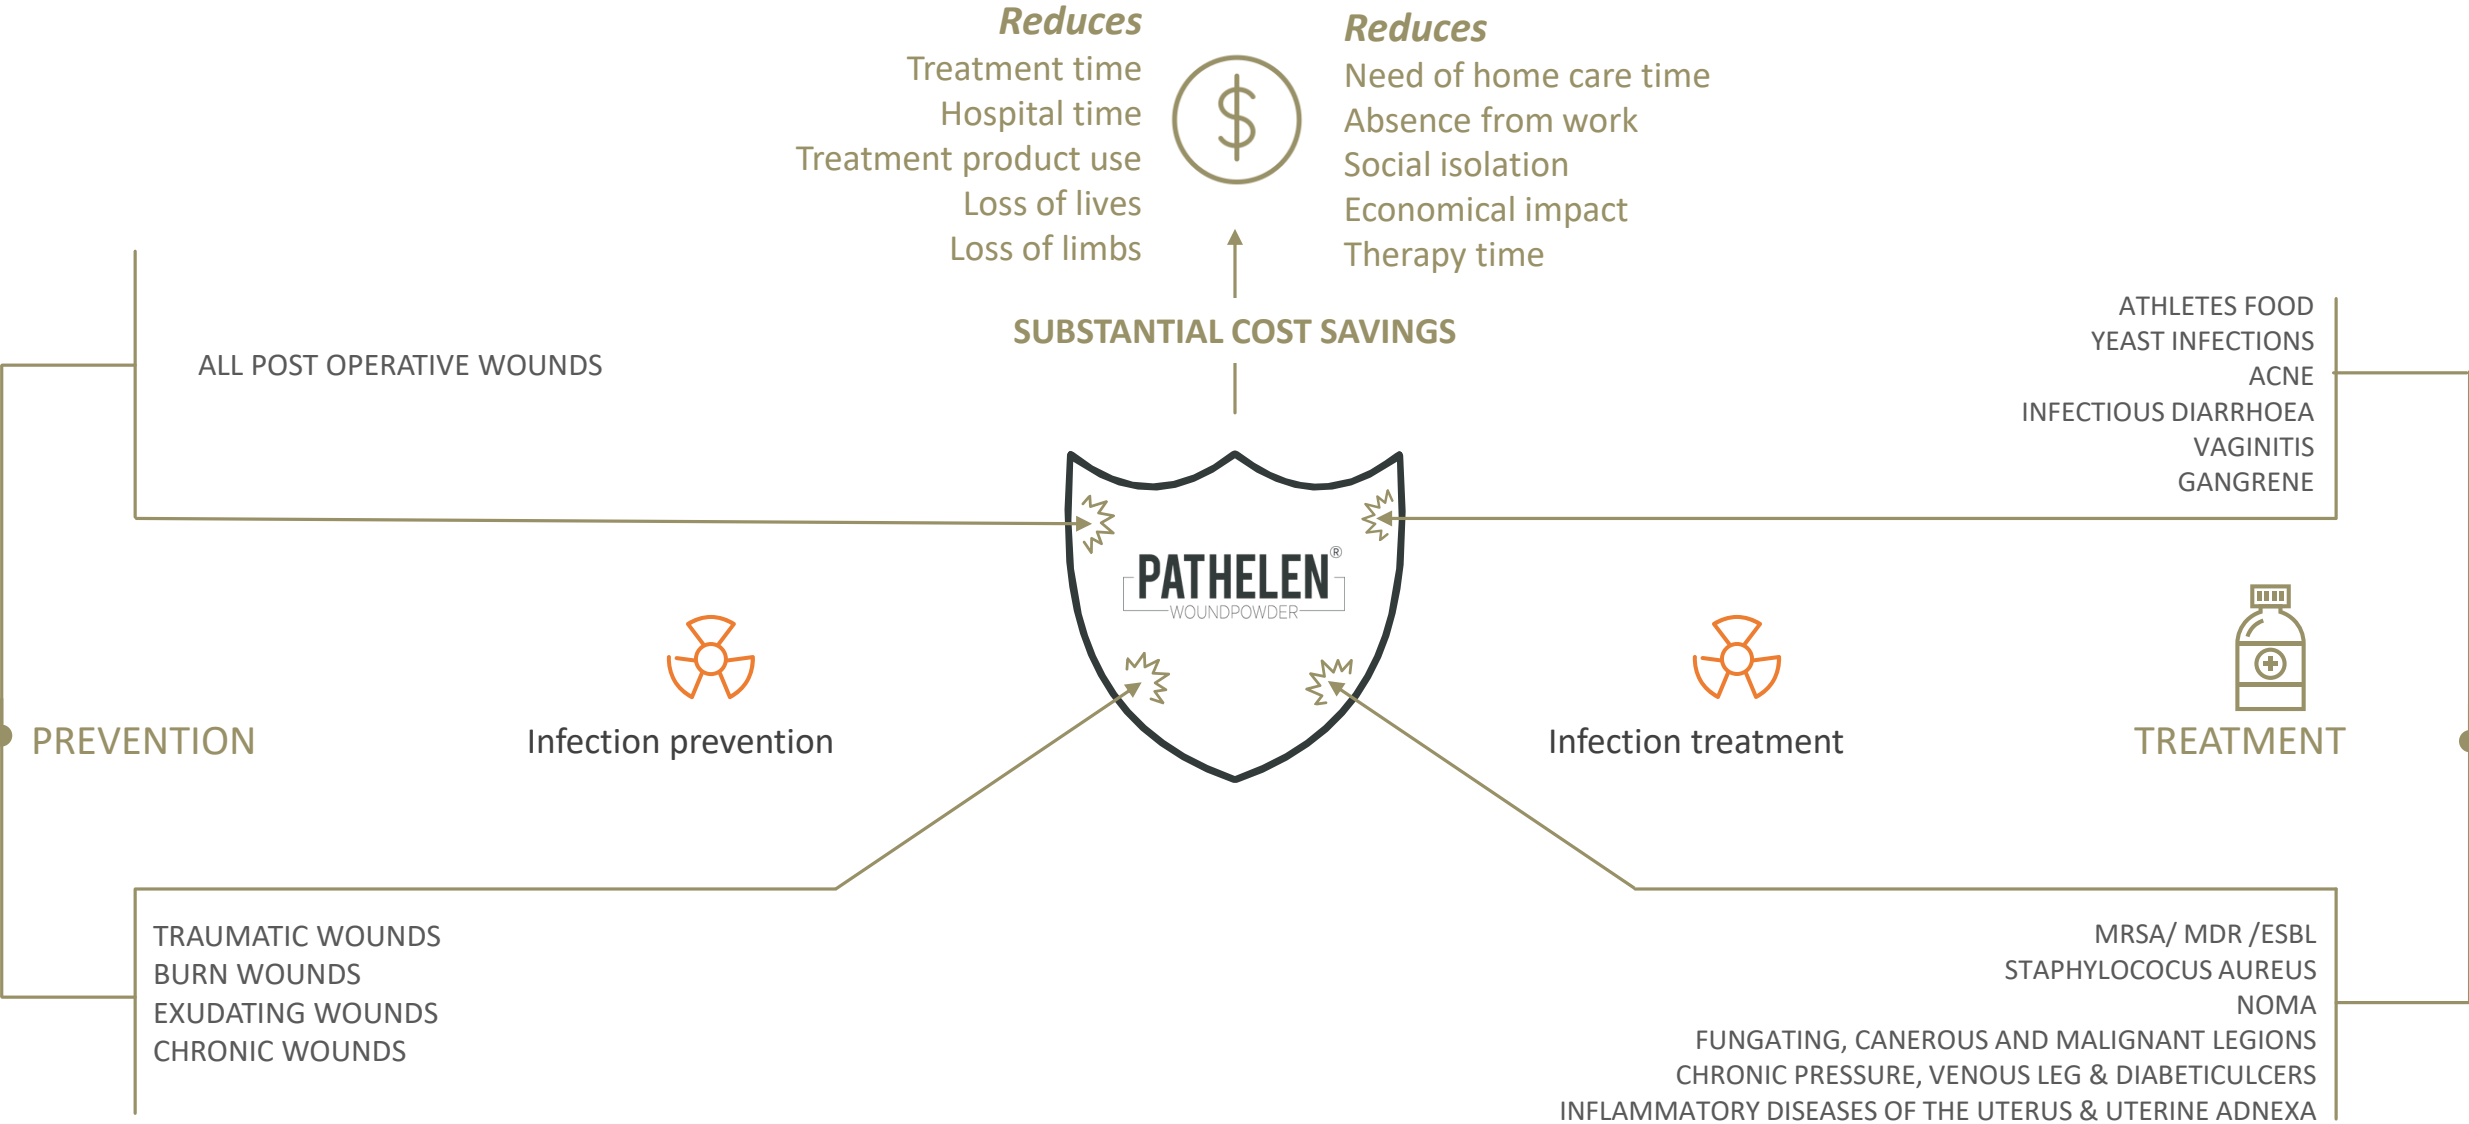 Reduces
Treatment time
Hospital time
Treatment product use
Loss of lives
Loss of limbs
$
Reduces
Need of home care time
Absence from work
Social isolation
Economical impact
Therapy time
SUBSTANTIAL COST SAVINGS
ALL POST OPERATIVE WOUNDS
ATHLETES FOOD
YEAST INFECTIONS
ACNE
INFECTIOUS DIARRHOEA
VAGINITIS
GANGRENE
PATHELEN®
WOUNDPOWDER
PREVENTION
Infection prevention
Infection treatment
TREATMENT
TRAUMATIC WOUNDS
BURN WOUNDS
EXUDATING WOUNDS
CHRONIC WOUNDS
MRSA/ MDR /ESBL
STAPHYLOCOCUS AUREUS
NOMA
FUNGATING, CANEROUS AND MALIGNANT LEGIONS
CHRONIC PRESSURE, VENOUS LEG & DIABETICULCERS
INFLAMMATORY DISEASES OF THE UTERUS & UTERINE ADNEXA